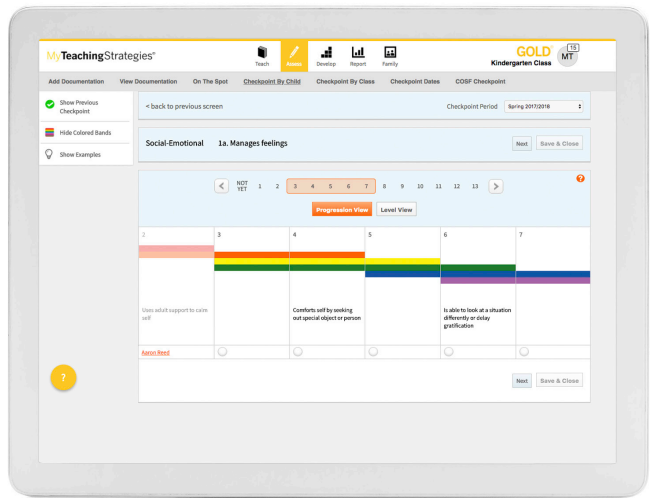 MyTeachingStrategies®
Teach
Assess
Develop
Report
Family
GOLD®
Kindergarten Class
15
MT
Add Documentation
View Documentation
On The Spot
Checkpoint By Child
Checkpoint By Class
Checkpoint Dates
COSF Checkpoint
Show Previous
Checkpoint
Hide Colored Bands
Show Examples
< back to previous screen
Checkpoint Period
Spring 2017/2018
Social-Emotional
1a. Manages feelings
Next
Save & Close
NOT
YET
1 2 3 4 5 6 7 8 9 10 11 12 13
?
Progression View
Level View
2 3 4 5 6 7
Uses adult support to calm
self
Comforts self by seeking
out special object or person
Is able to look at a situation
differently or delay
gratification
Aaron Reed
?
Next
Save & Close